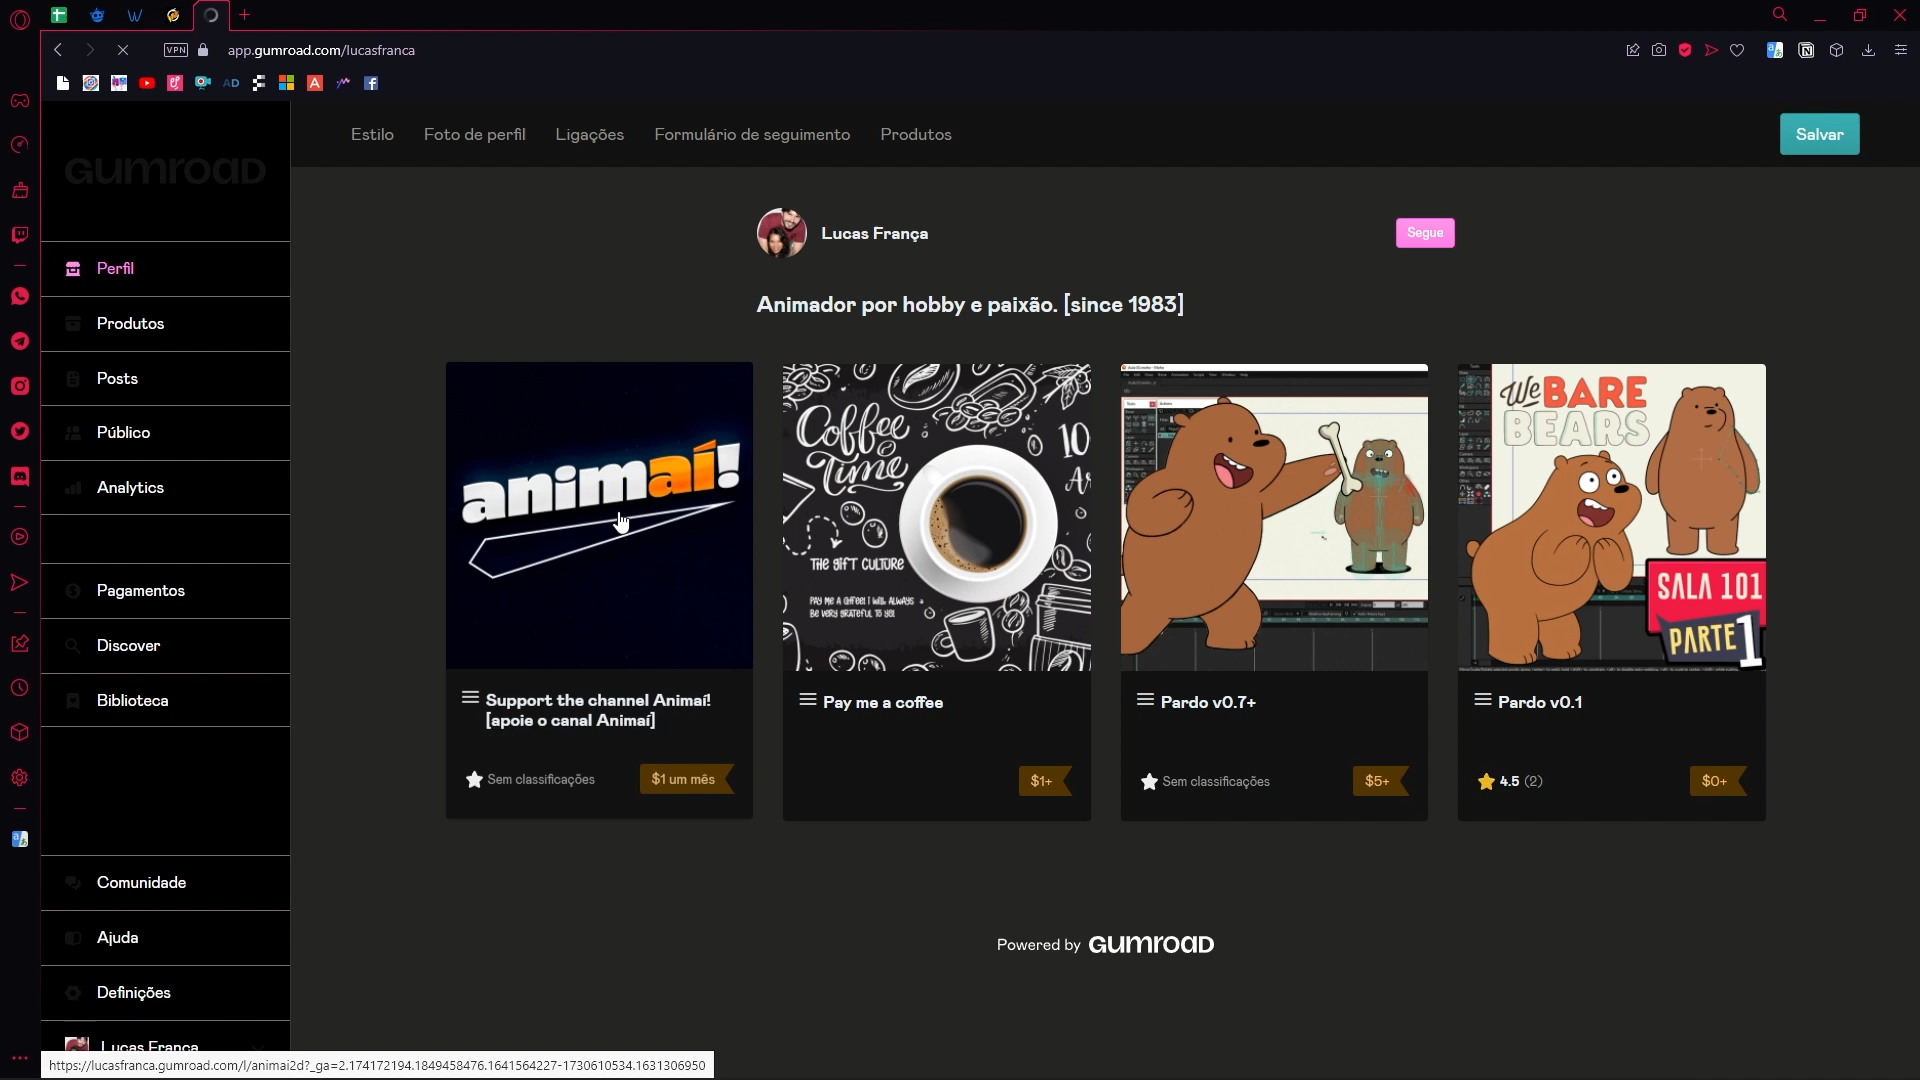 VPN
app.gumroad.com/lucasfranca
AD
Estilo
Foto de perfil
Ligações
Formulário de seguimento
Produtos
Salvar
GUMROAD
Perfil
Produtos
Posts
Público
Analytics
Pagamentos
Discover
Biblioteca
Comunidade
Ajuda
Definições
Lucas França
Lucas França
Segue
Animador por hobby e paixão. [since 1983]
animaí!
Support the channel Animaí!
[apoie o canal Animaí]
Sem classificações
$1 um mês
Coffee
Time
THE GIFT CULTURE
PAY ME A COFFEE! I WILL ALWAYS
BE VERY GRATEFUL TO YOU
Pay me a coffee
$1+
Pardo v0.7+
Sem classificações
$5+
We BARE
BEARS
SALA 101
PARTE 1
Pardo v0.1
4.5 (2)
$0+
Powered by GUMROAD
https://lucasfranca.gumroad.com/l/animai2d?_ga=2.174172194.1849458476.1641564227-1730610534.1631306950